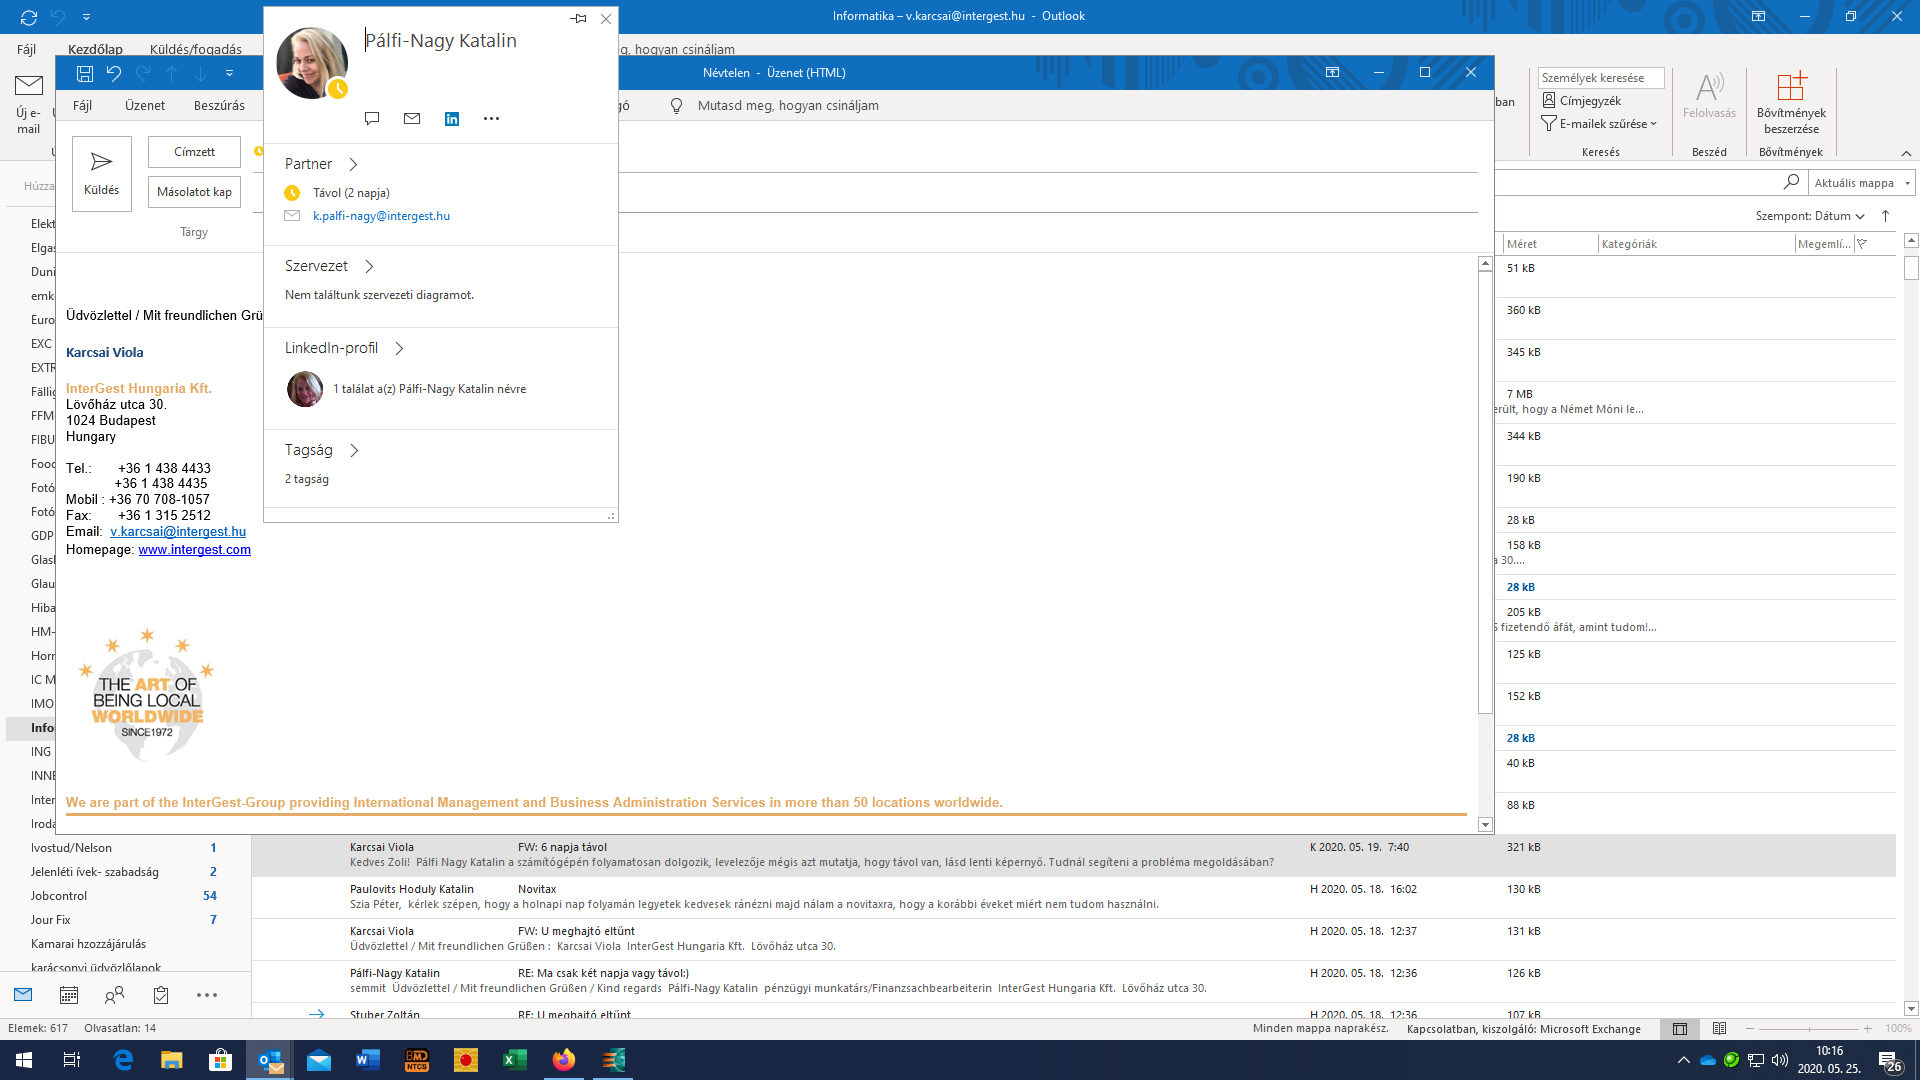 Informatika – v.karcsai@intergest.hu - Outlook
Fájl
Kezdőlap
Küldés/fogadás
hogyan csináljam
Új e-
mail
Személyek keresése
Címjegyzék
E-mailek szűrése
Keresés
Felolvasás
Beszéd
Bővítmények
beszerzése
Bővítmények
Aktuális mappa
Szempont: Dátum
Méret
Kategóriák
Megemlí...
Névtelen - Üzenet (HTML)
Fájl
Üzenet
Beszúrás
Mutasd meg, hogyan csináljam
Küldés
Címzett
Másolatot kap
Tárgy
Pálfi-Nagy Katalin
Partner
Távol (2 napja)
k.palfi-nagy@intergest.hu
Szervezet
Nem találtunk szervezeti diagramot.
LinkedIn-profil
1 találat a(z) Pálfi-Nagy Katalin névre
Tagság
2 tagság
Üdvözlettel / Mit freundlichen Grü
Karcsai Viola
InterGest Hungaria Kft.
Lövőház utca 30.
1024 Budapest
Hungary
Tel.: +36 1 438 4433
+36 1 438 4435
Mobil : +36 70 708-1057
Fax: +36 1 315 2512
Email: v.karcsai@intergest.hu
Homepage: www.intergest.com
THE ART OF
BEING LOCAL
WORLDWIDE
SINCE1972
We are part of the InterGest-Group providing International Management and Business Administration Services in more than 50 locations worldwide.
Húzza
Elekt
Elgas
Duni
emk
Euro
EXC
EXTR
Fällig
FFM
FIBU
Food
Fotó
Fotó
GDP
Glas
Glau
Hiba
HM-
Horr
IC M
IMO
Info
ING
INNE
Inter
Iroda
Ivostud/Nelson 1
Jelenléti ívek- szabadság 2
Jobcontrol 54
Jour Fix 7
Kamarai hzozzájárulás
karácsonyi üdvözlőlapok
51 kB
360 kB
345 kB
7 MB
erült, hogy a Német Móni le...
344 kB
190 kB
28 kB
158 kB
a 30....
28 kB
205 kB
fizetendő áfát, amint tudom!...
125 kB
152 kB
28 kB
40 kB
88 kB
Karcsai Viola FW: 6 napja távol K 2020. 05. 19. 7:40 321 kB
Kedves Zoli! Pálfi Nagy Katalin a számítógépén folyamatosan dolgozik, levelezője mégis azt mutatja, hogy távol van, lásd lenti képernyő. Tudnál segíteni a probléma megoldásában?
Paulovits Hoduly Katalin Novitax H 2020. 05. 18. 16:02 130 kB
Szia Péter, kérlek szépen, hogy a holnapi nap folyamán legyetek kedvesek ránézni majd nálam a novitaxra, hogy a korábbi éveket miért nem tudom használni.
Karcsai Viola FW: U meghajtó eltűnt H 2020. 05. 18. 12:37 131 kB
Üdvözlettel / Mit freundlichen Grüßen : Karcsai Viola InterGest Hungaria Kft. Lövőház utca 30.
Pálfi-Nagy Katalin RE: Ma csak két napja vagy távol:) H 2020. 05. 18. 12:36 126 kB
semmit Üdvözlettel / Mit freundlichen Grüßen / Kind regards Pálfi-Nagy Katalin pénzügyi munkatárs/Finanzsachbearbeiterin InterGest Hungaria Kft. Lövőház utca 30.
Stuber Zoltán RE: U meghajtó eltűnt H 2020. 05. 18. 12:36 107 kB
Elemek: 617 Olvasatlan: 14
Minden mappa naprakész. Kapcsolatban, kiszolgáló: Microsoft Exchange 100%
BMD
NTCS
10:16
2020. 05. 25.
26